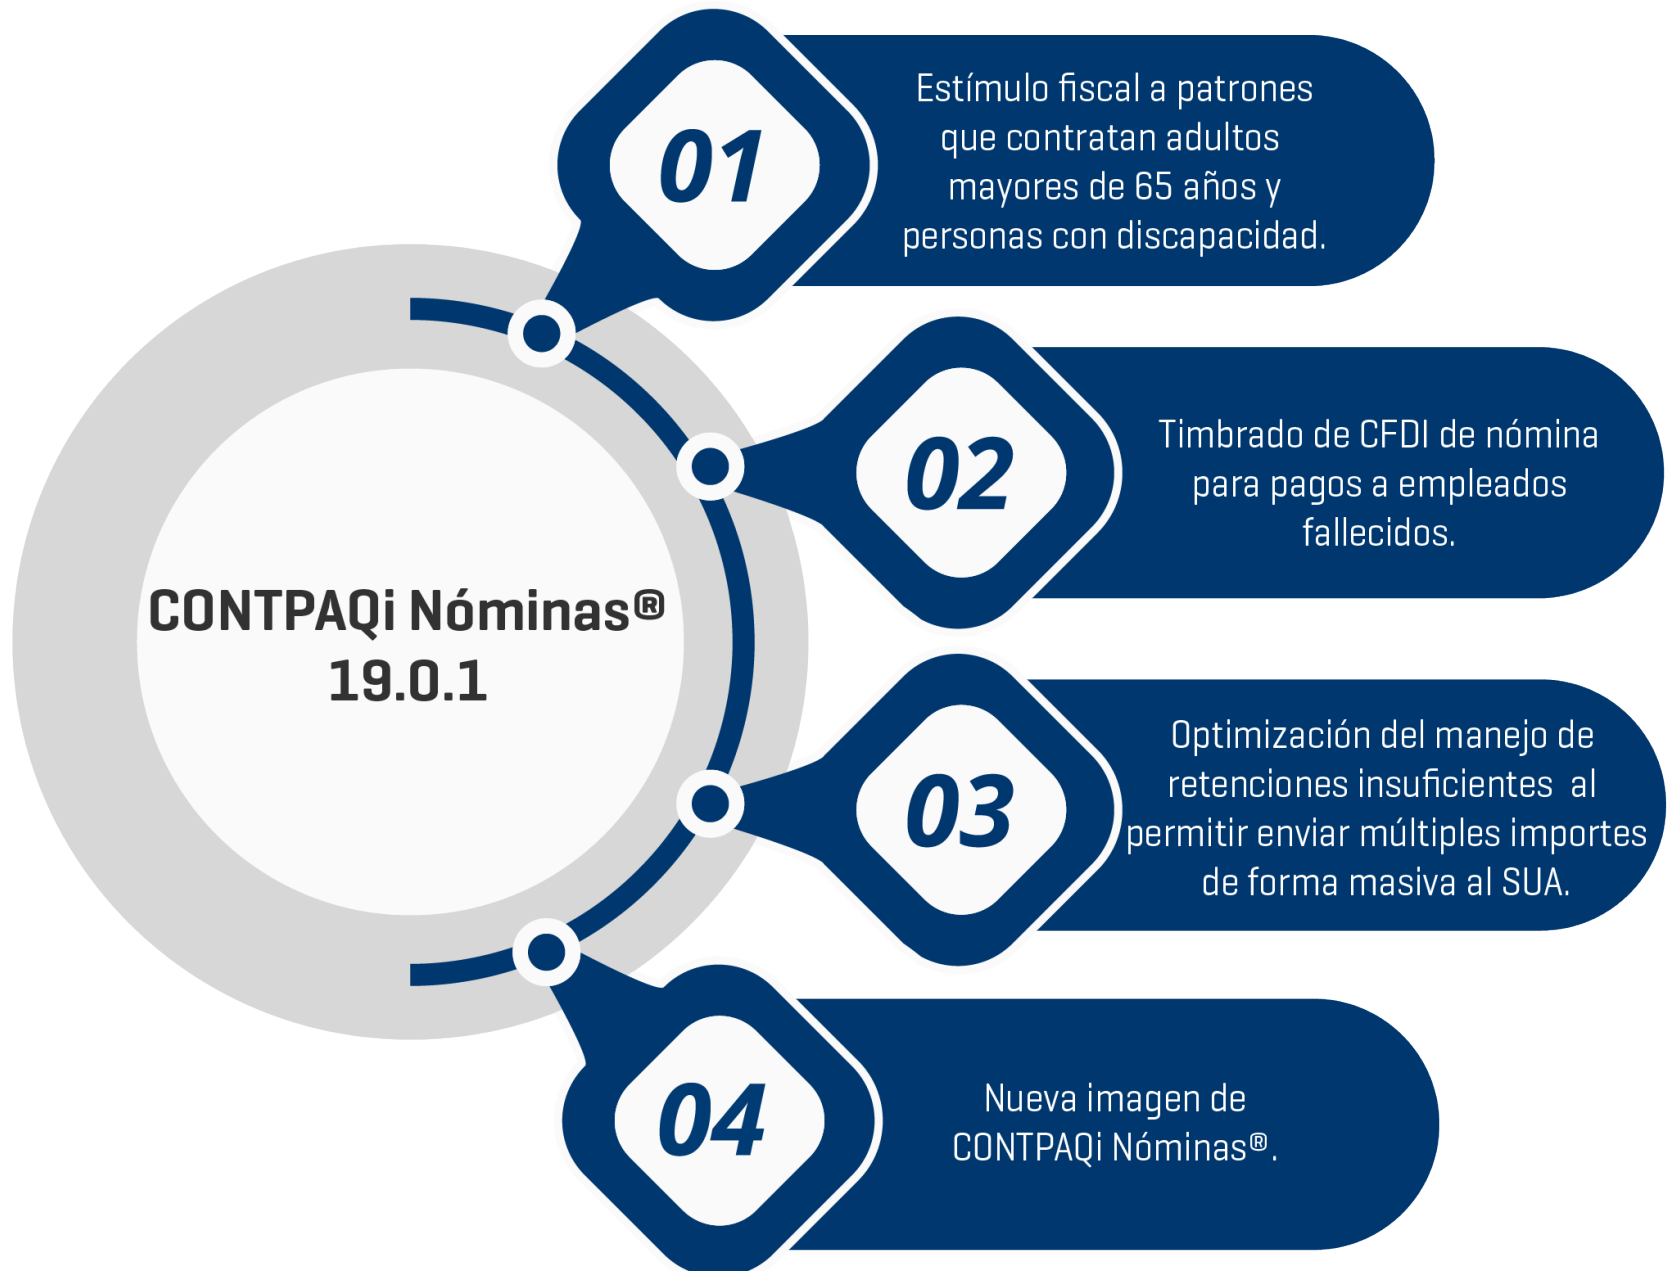 01
Estímulo fiscal a patrones
que contratan adultos
mayores de 65 años y
personas con discapacidad.
02
Timbrado de CFDI de nómina
para pagos a empleados
fallecidos.
CONTPAQi Nóminas®
19.0.1
03
Optimización del manejo de
retenciones insuficientes al
permitir enviar múltiples importes
de forma masiva al SUA.
04
Nueva imagen de
CONTPAQi Nóminas®.